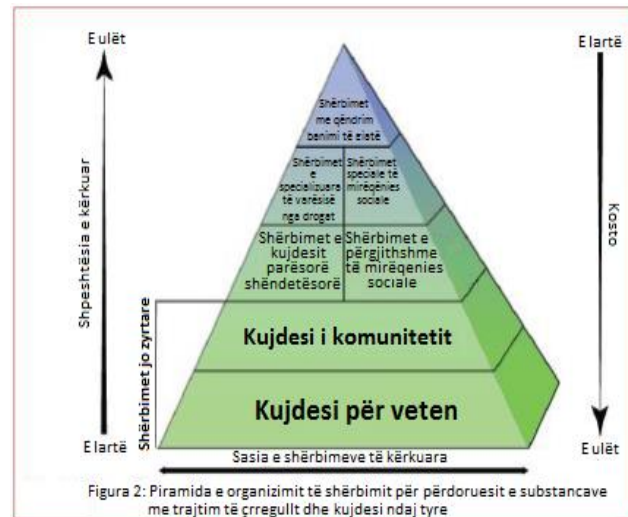 E ulët
E lartë
Shërbimet
me qëndrim
banimi të gjatë
Shërbimet
e
specializuara
të varësisë
nga drogat
Shërbimet
speciale të
mirëqënies
sociale
Shërbimet e
kujdesit
parësorë
shëndetësorë
Shërbimet e
përgjithshme
të mirëqenies
sociale
Shpeshtësia e kërkuar
Kosto
Shërbimet jo zyrtare
Kujdesi i komunitetit
Kujdesi për veten
E lartë
E ulët
Sasia e shërbimeve të kërkuara
Figura 2: Piramida e organizimit të shërbimit për përdoruesit e substancave
me trajtim të çrregullt dhe kujdesi ndaj tyre